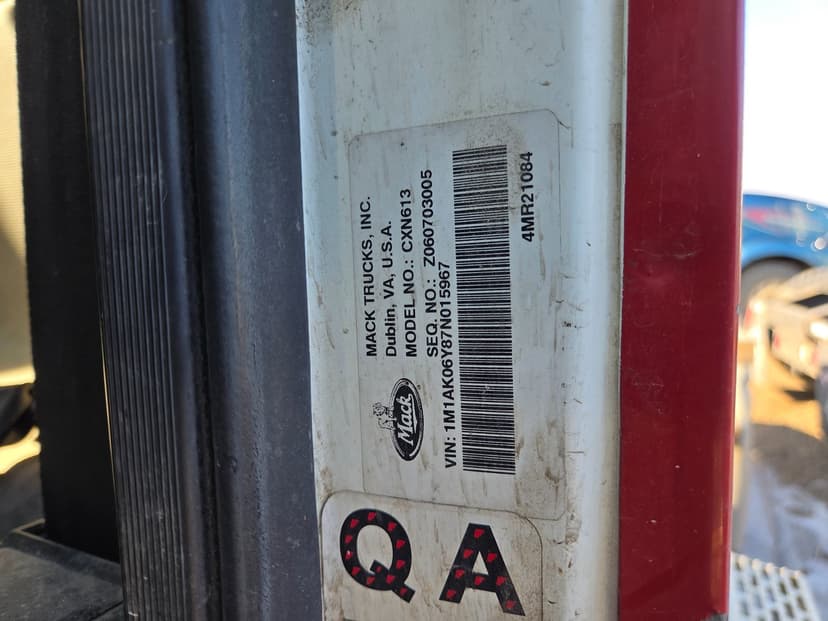 MACK TRUCKS, INC.
Dublin, VA, U.S.A.
MODEL NO.: CXN613
SEQ. NO.: Z060703005
Mack
VIN: 1M1AK06Y87N015967
4MR21084
QA